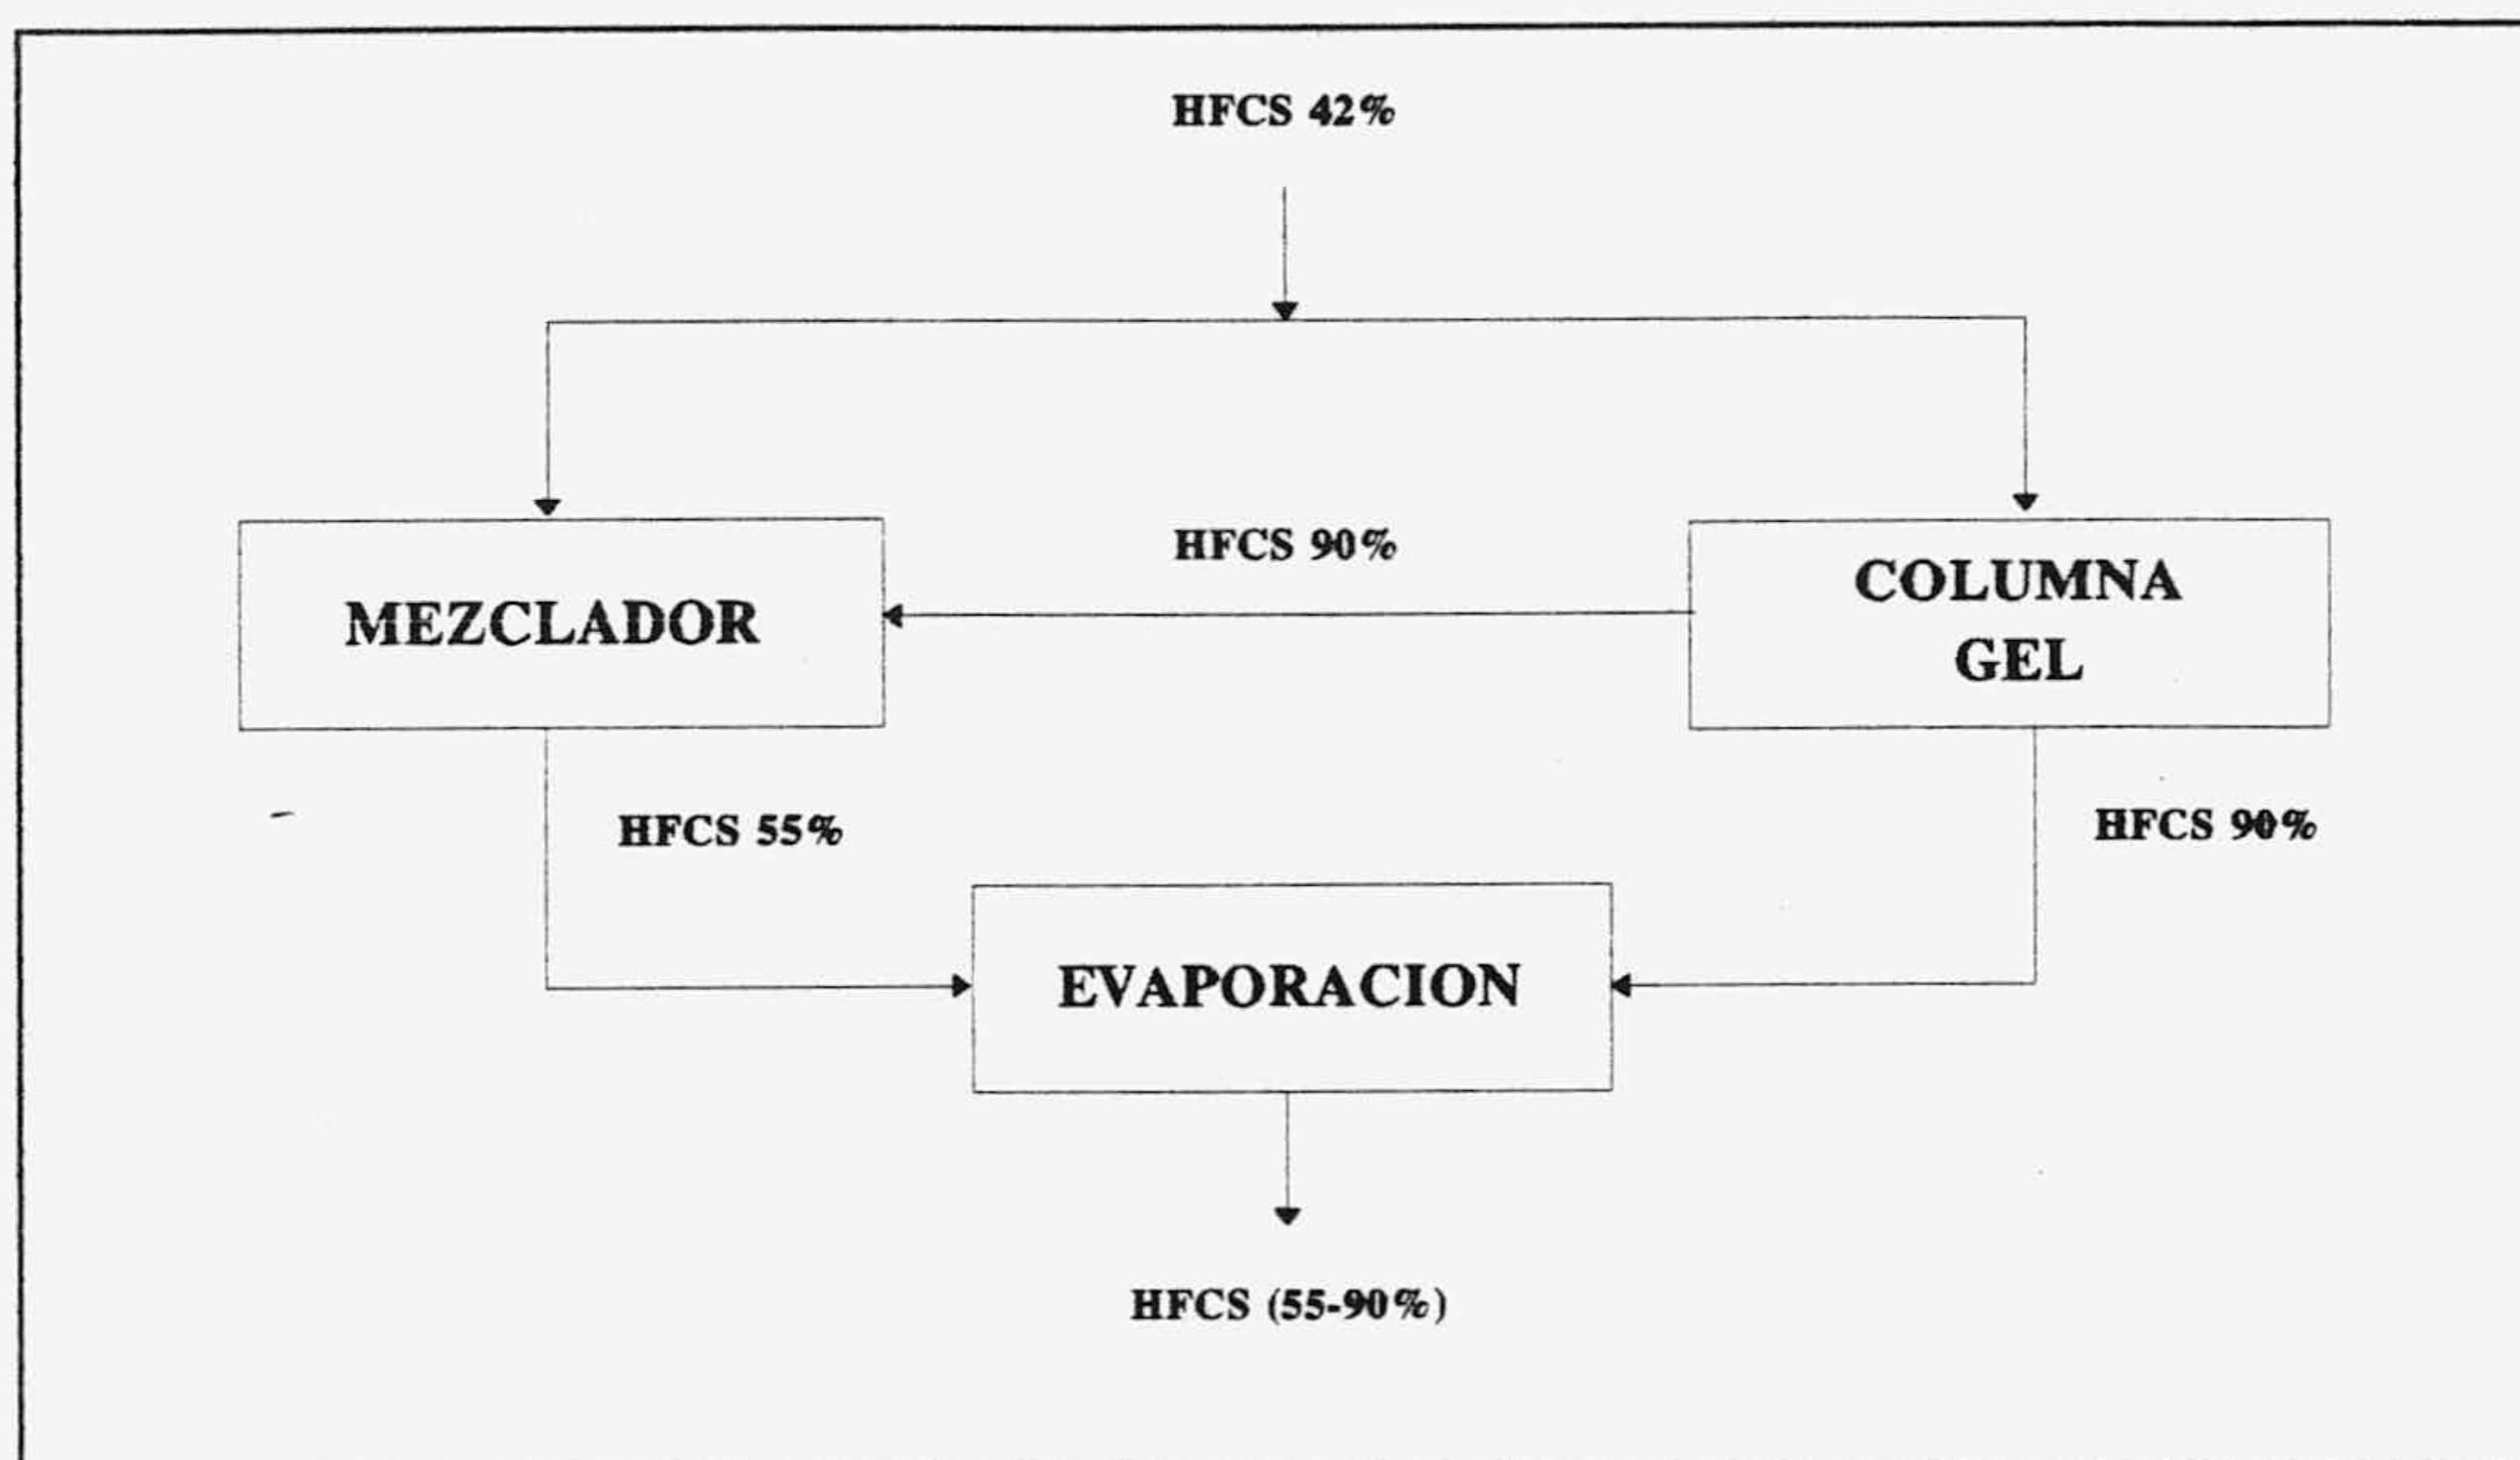 HFCS 42%
HFCS 90%
MEZCLADOR
COLUMNA
GEL
HFCS 55%
HFCS 90%
EVAPORACION
HFCS (55-90%)